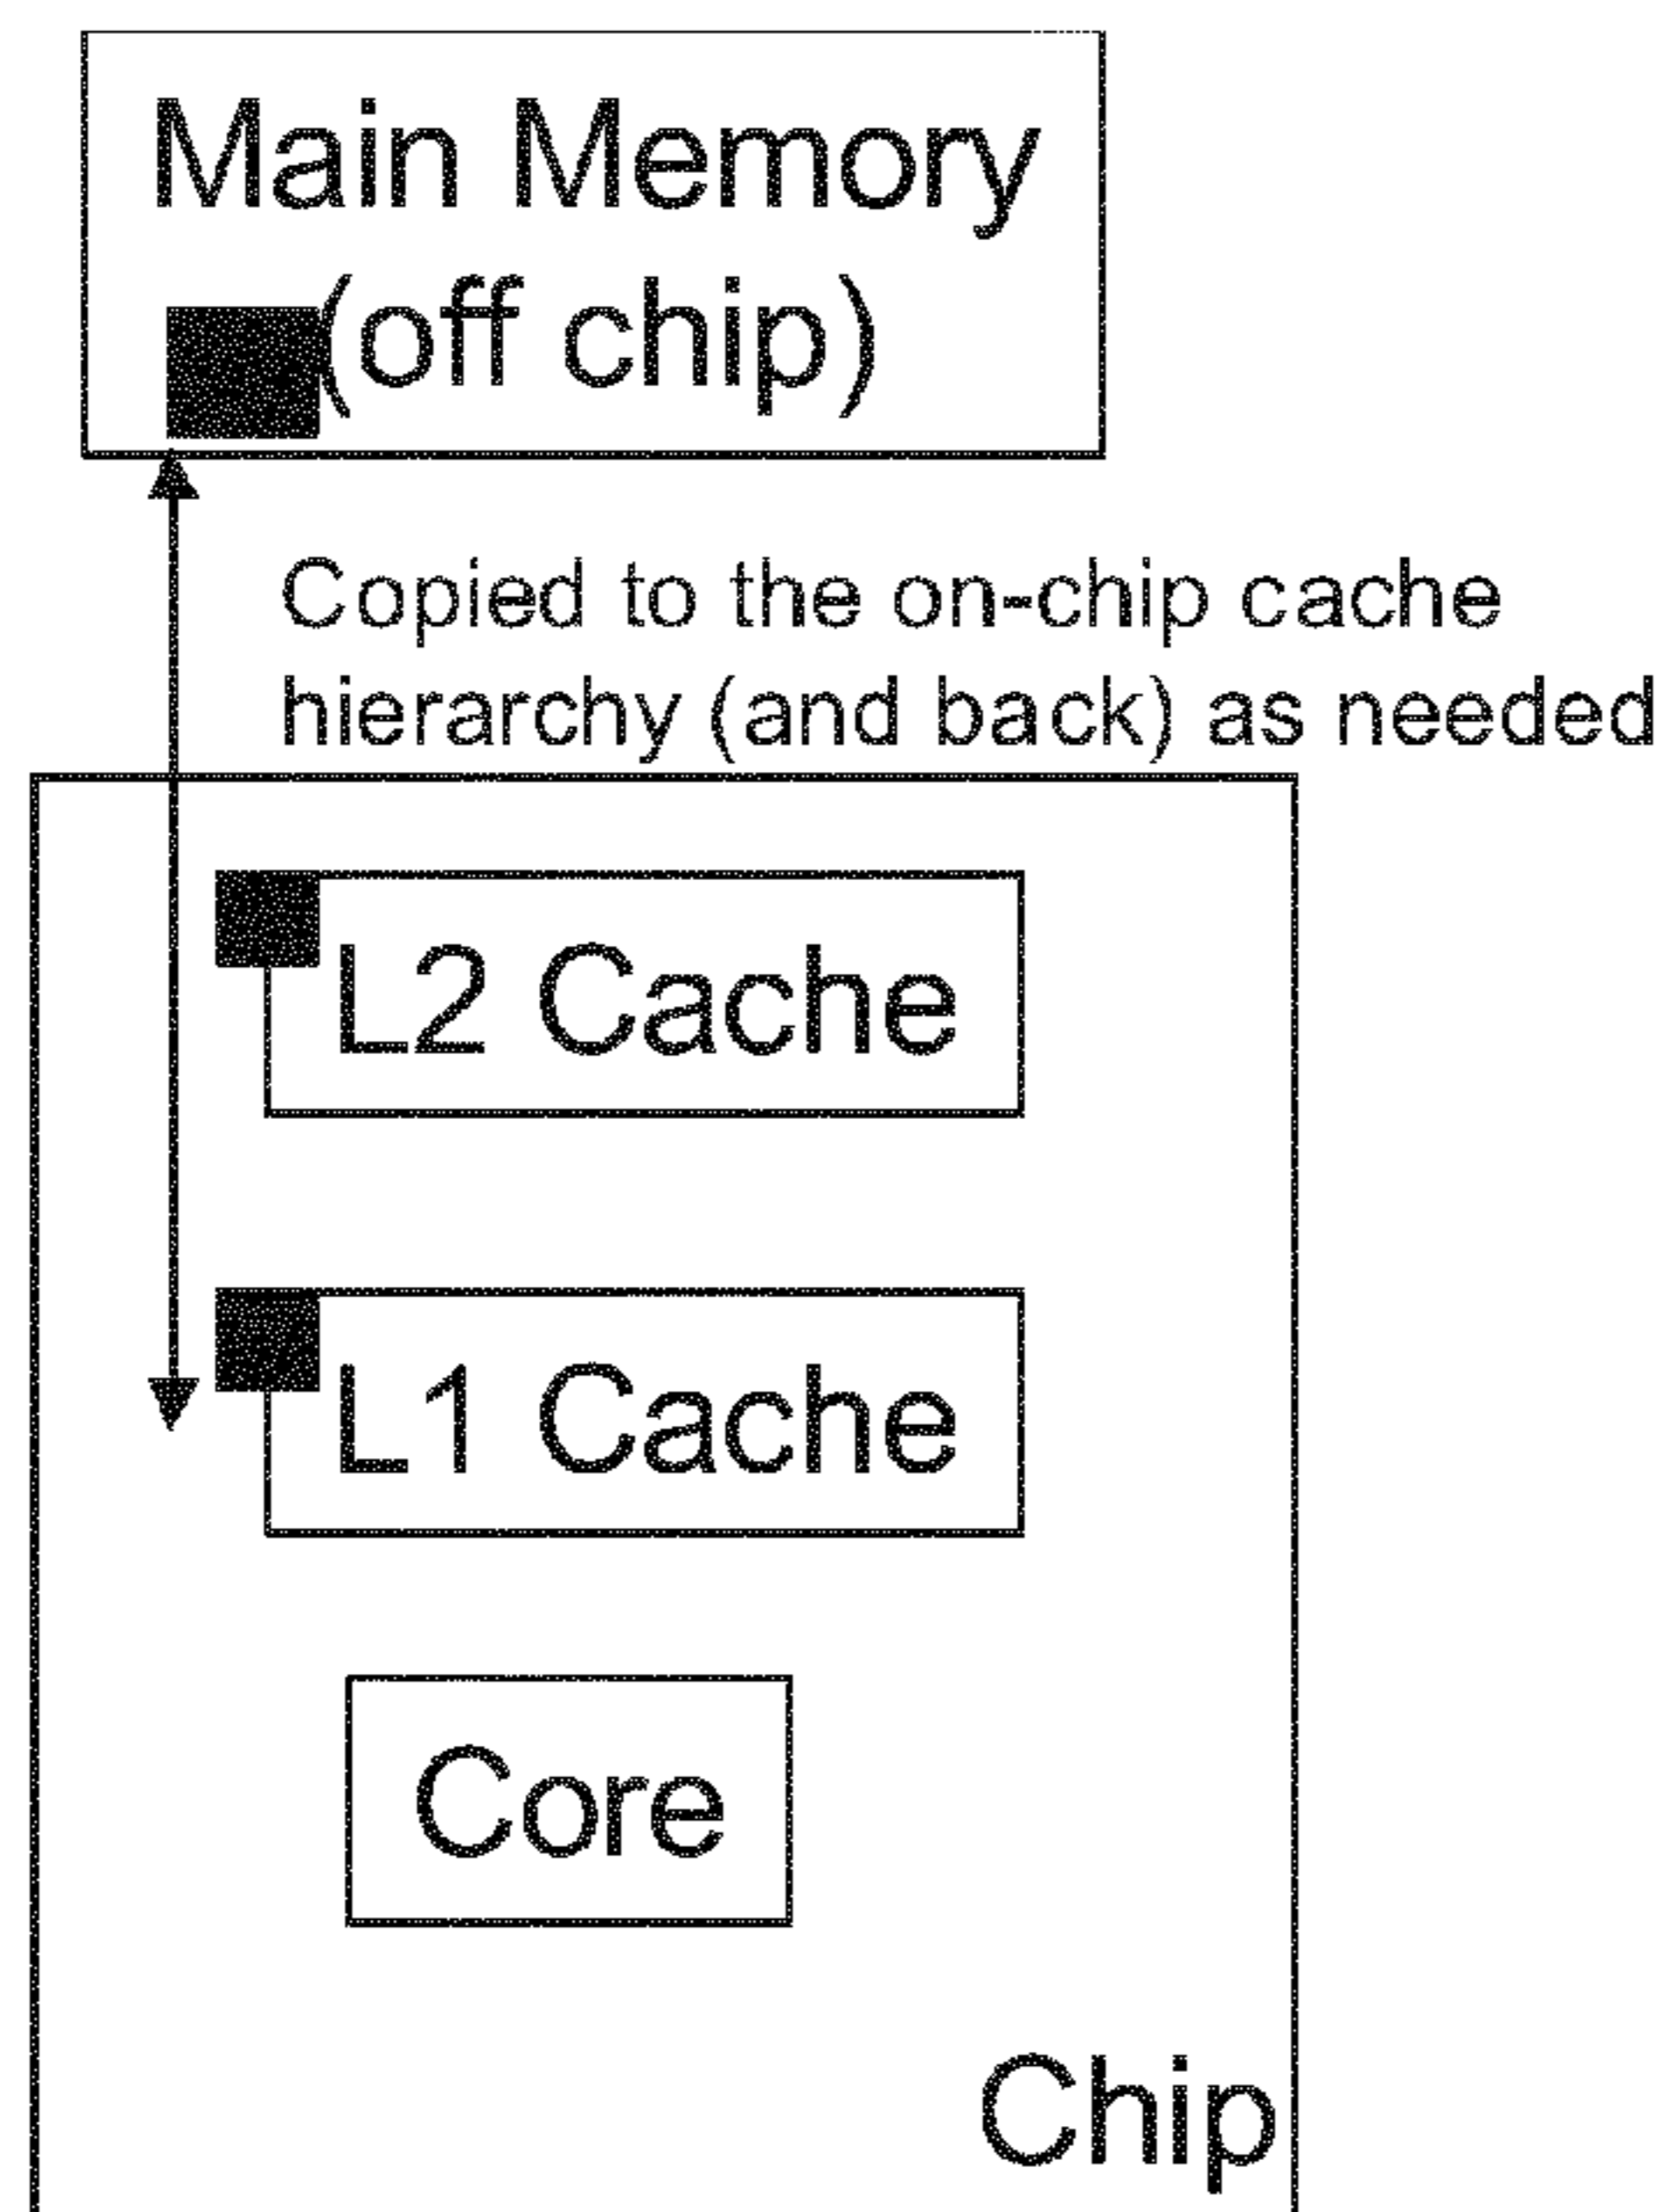 Main Memory
(off chip)
Copied to the on-chip cache
hierarchy (and back) as needed
L2 Cache
L1 Cache
Core
Chip